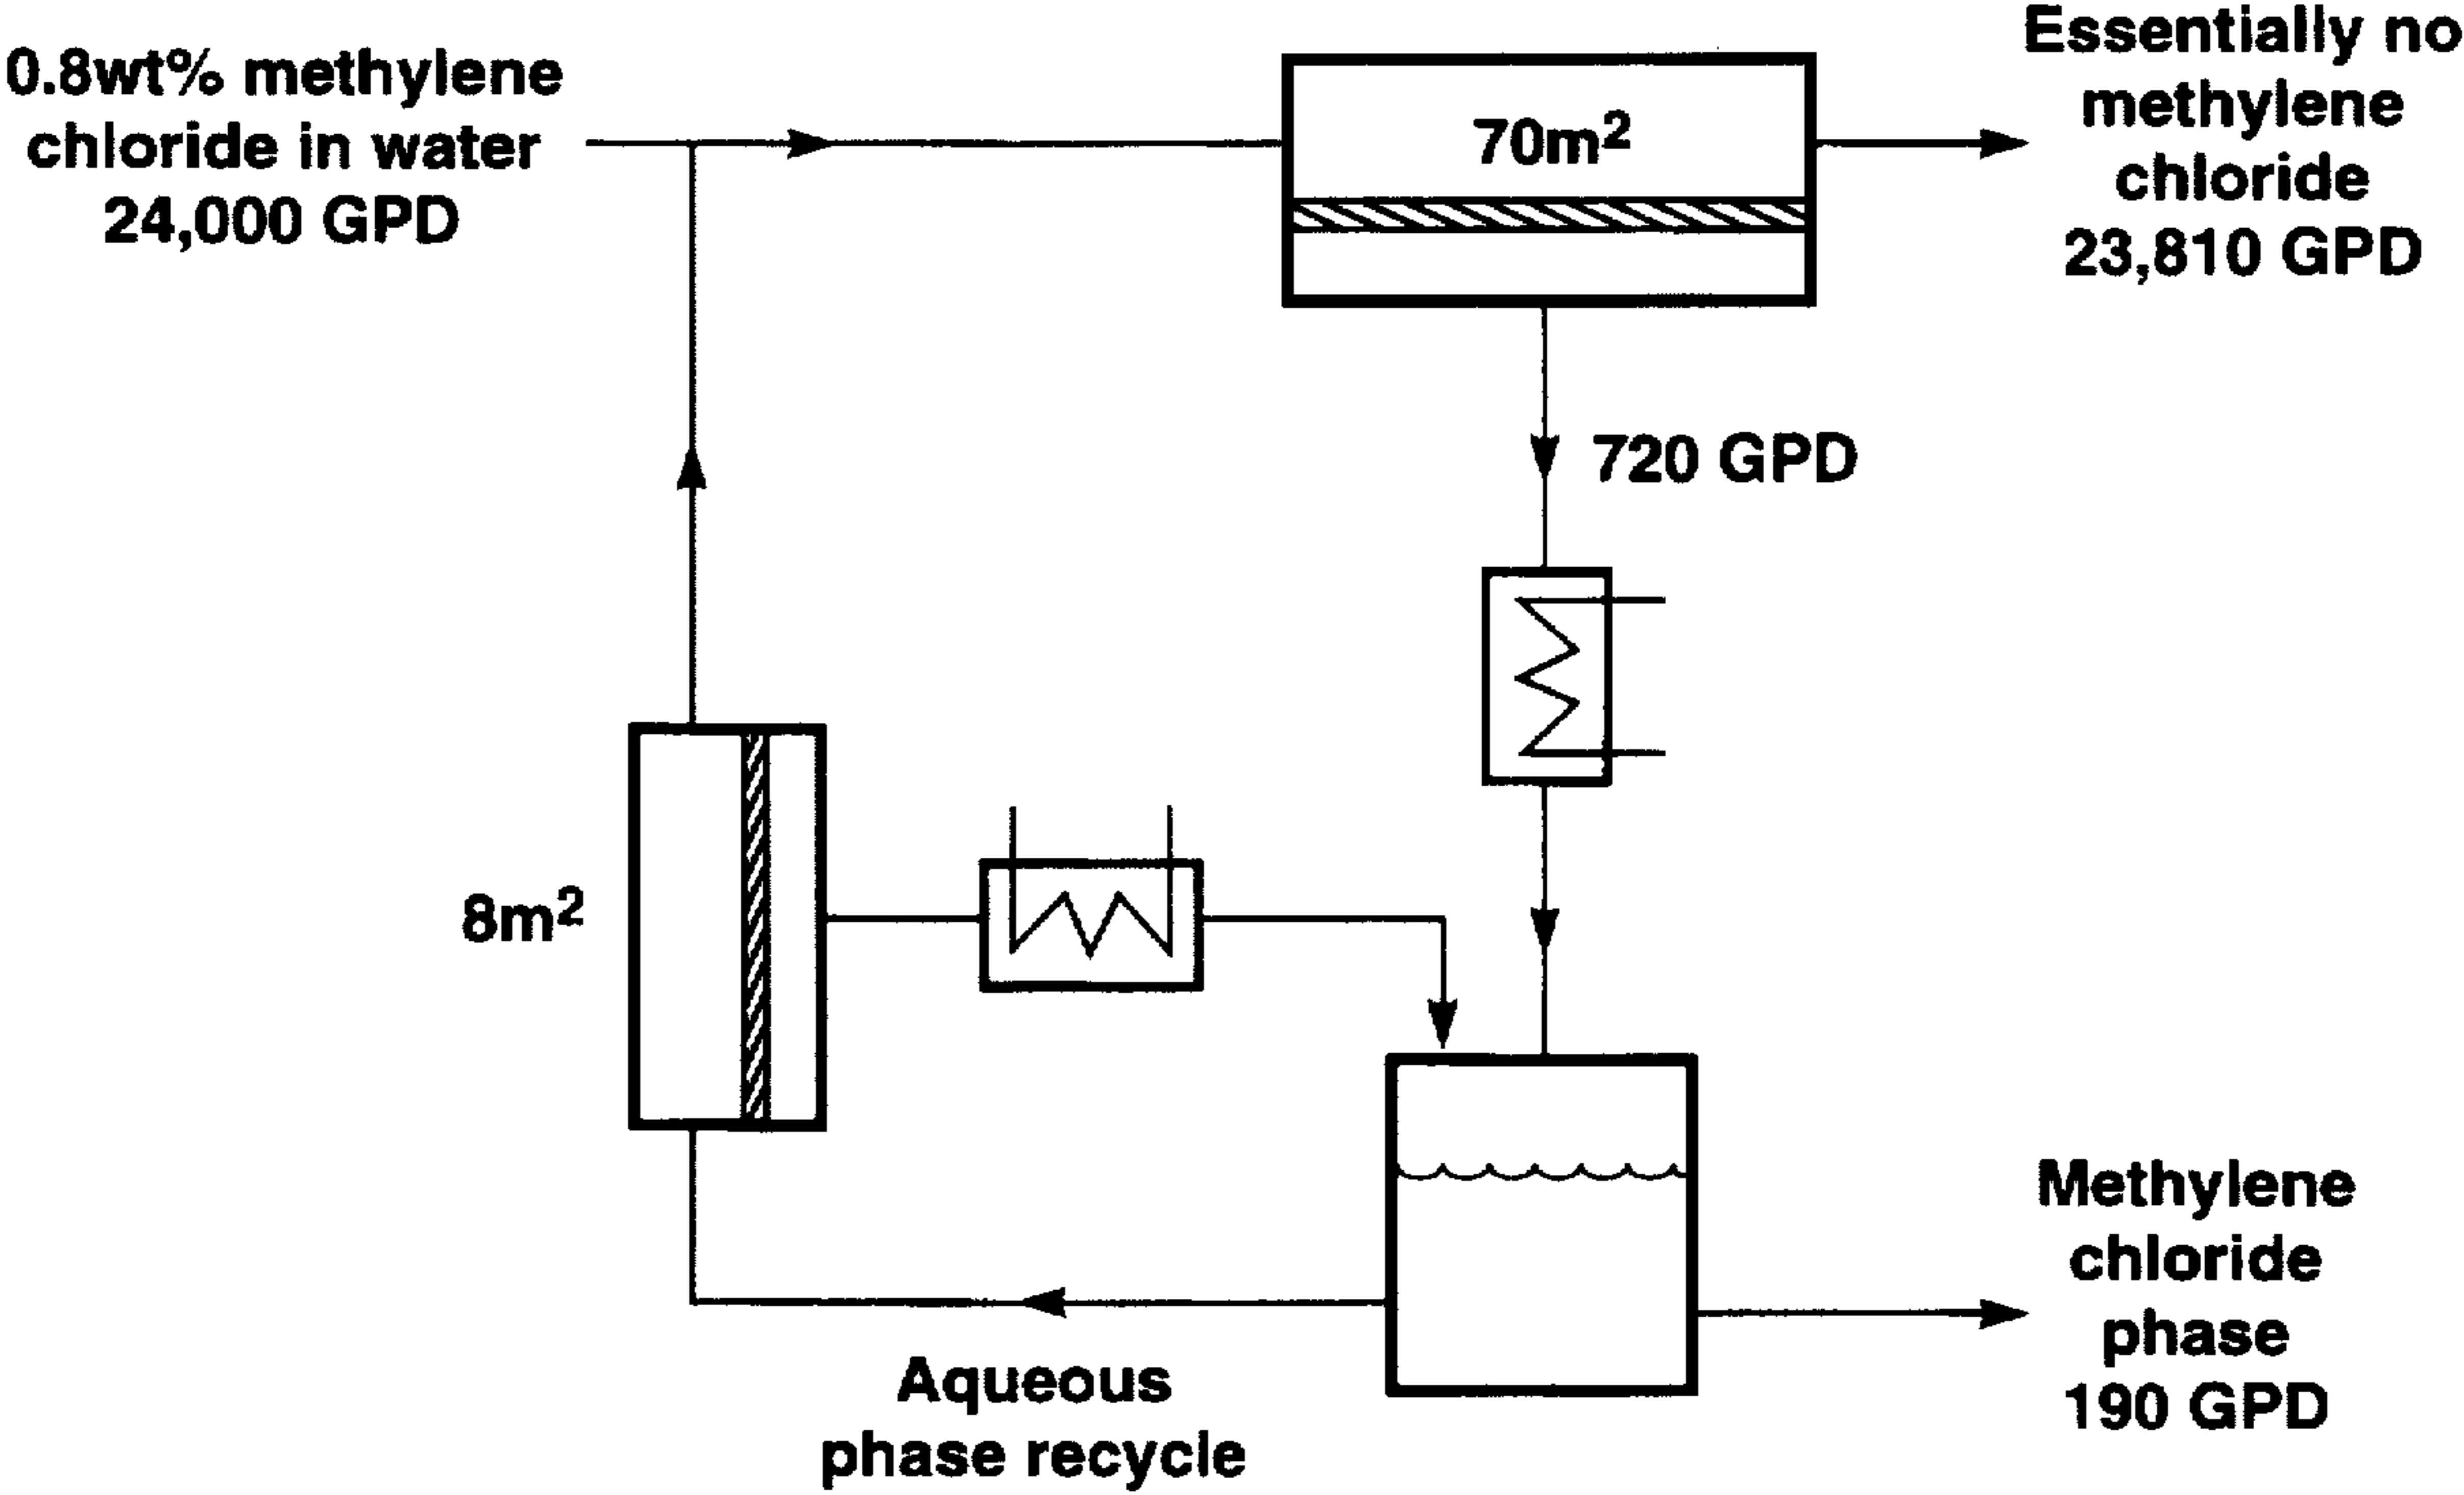 0.8wt% methylene
chloride in water
24,000 GPD
70m²
Essentially no
methylene
chloride
23,810 GPD
720 GPD
8m²
Aqueous
phase recycle
Methylene
chloride
phase
190 GPD